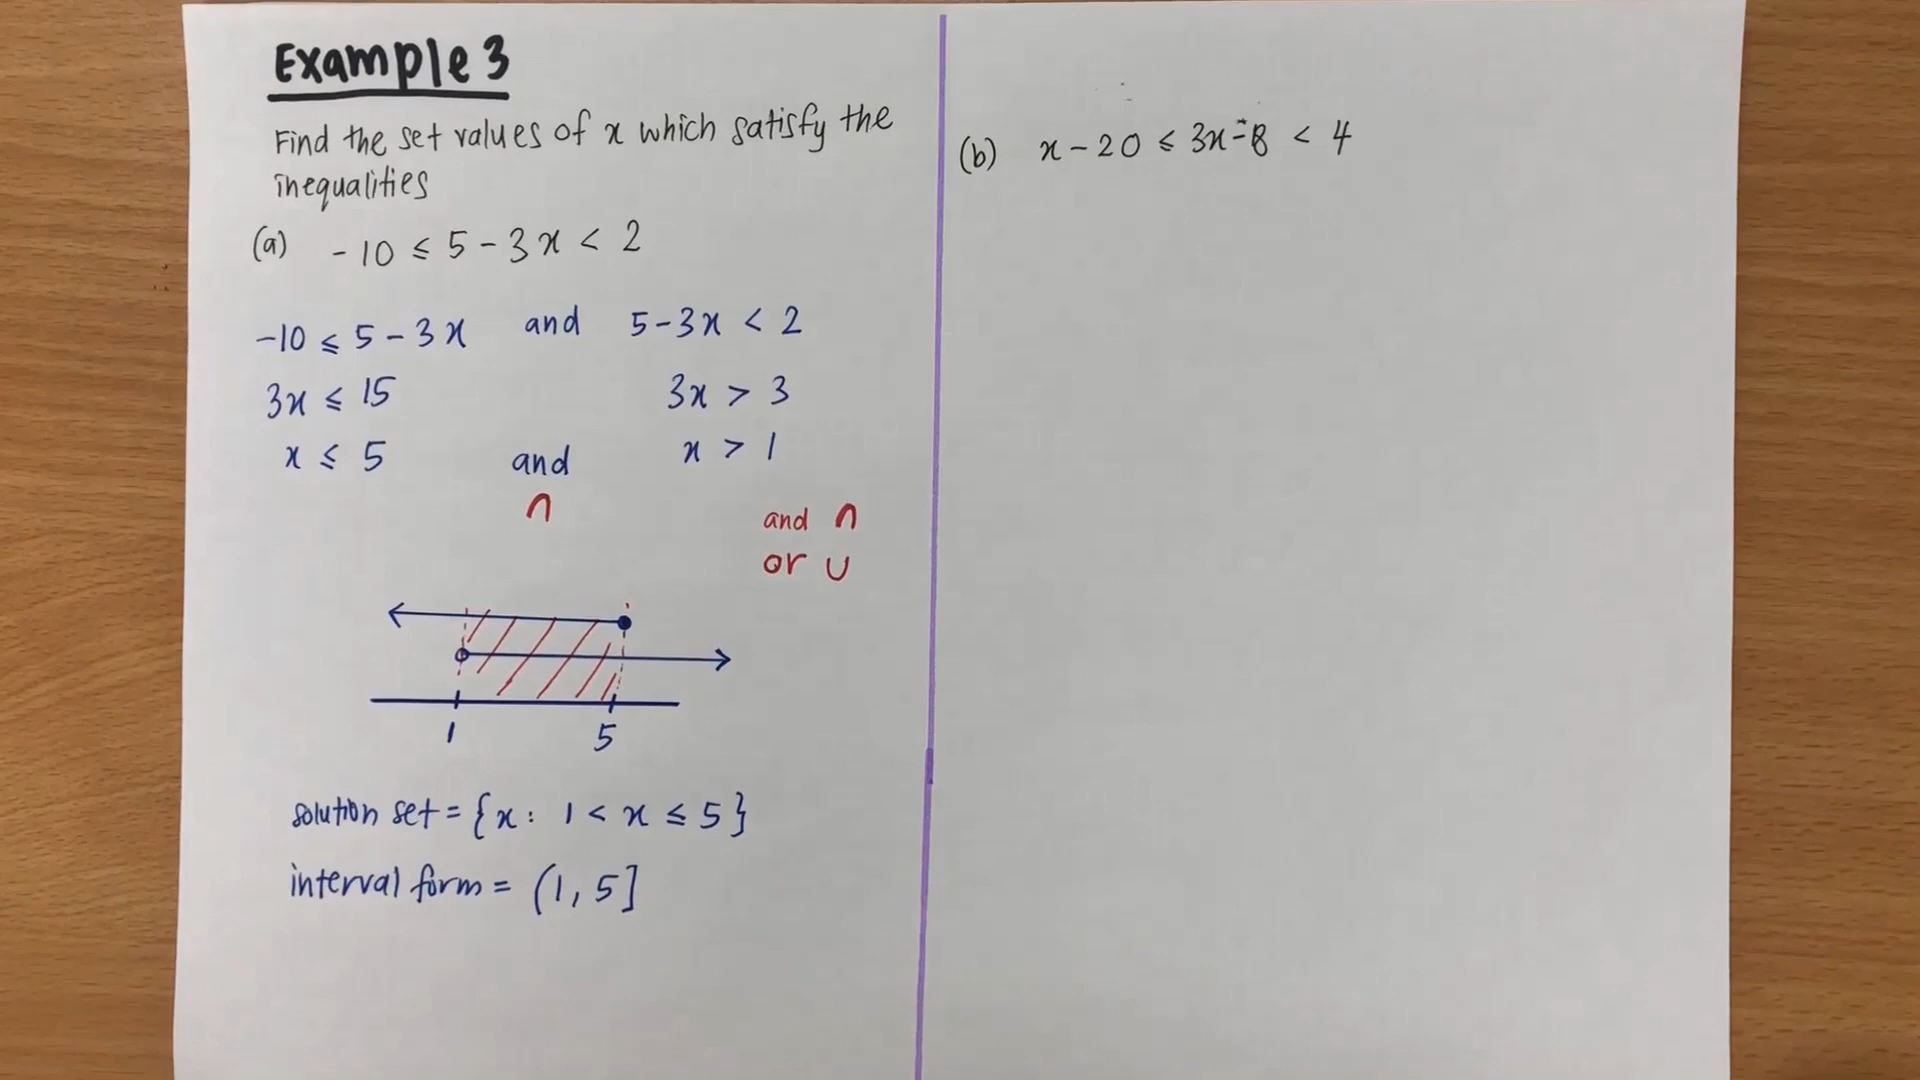 Example 3
Find the set values of x which satisfy the
inequalities
(a) -10 ≤ 5 - 3x < 2
-10 ≤ 5 - 3x and 5 - 3x < 2
3x ≤ 15 3x > 3
x ≤ 5 and x > 1
∩
and ∩
or ∪
1 5
solution set = {x: 1 < x ≤ 5}
interval form = (1, 5]
(b) x - 20 ≤ 3x - 8 < 4